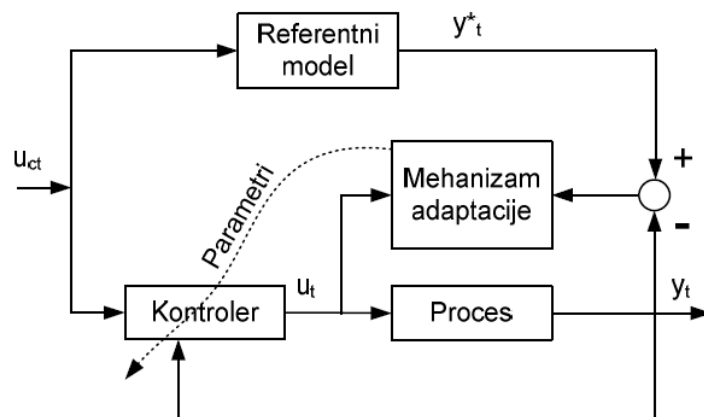 Referentni
model
y*t
uct
Mehanizam
adaptacije
+
-
Parametri
Kontroler
ut
Proces
yt